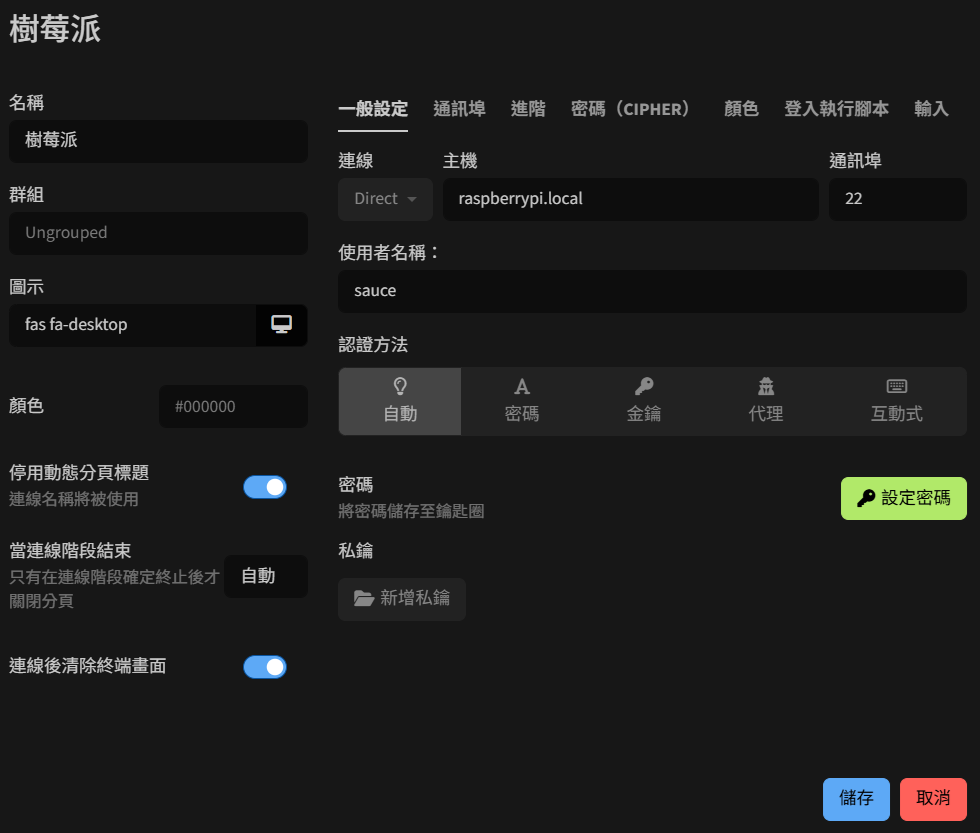 樹莓派
名稱
樹莓派
群組
Ungrouped
圖示
fas fa-desktop
顏色
#000000
停用動態分頁標題
連線名稱將被使用
當連線階段結束
只有在連線階段確定終止後才
關閉分頁
自動
連線後清除終端畫面
一般設定 通訊埠 進階 密碼（CIPHER） 顏色 登入執行腳本 輸入
連線 主機 通訊埠
Direct raspberrypi.local 22
使用者名稱：
sauce
認證方法
自動 密碼 金鑰 代理 互動式
密碼
將密碼儲存至鑰匙圈
設定密碼
私鑰
新增私鑰
儲存 取消